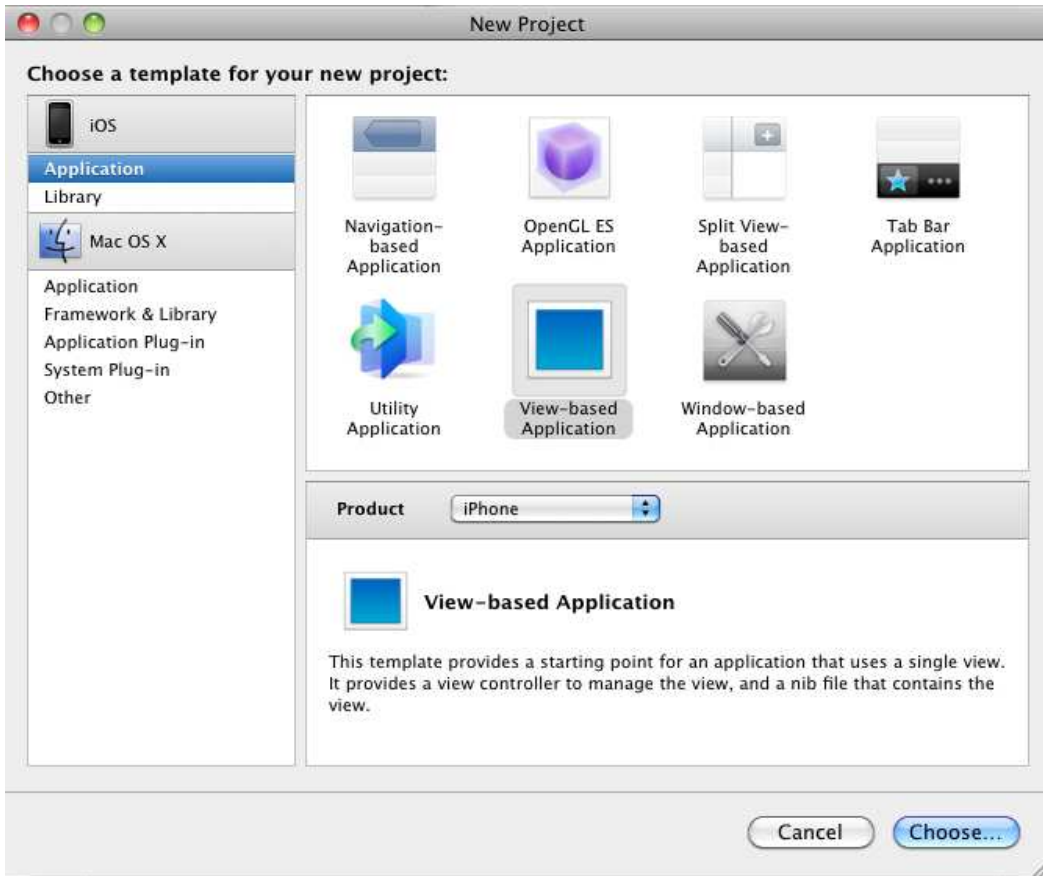 New Project
Choose a template for your new project:
iOS
Application
Library
Mac OS X
Application
Framework & Library
Application Plug-in
System Plug-in
Other
Navigation-
based
Application
OpenGL ES
Application
Split View-
based
Application
Tab Bar
Application
Utility
Application
View-based
Application
Window-based
Application
Product iPhone
View-based Application
This template provides a starting point for an application that uses a single view.
It provides a view controller to manage the view, and a nib file that contains the
view.
Cancel Choose...